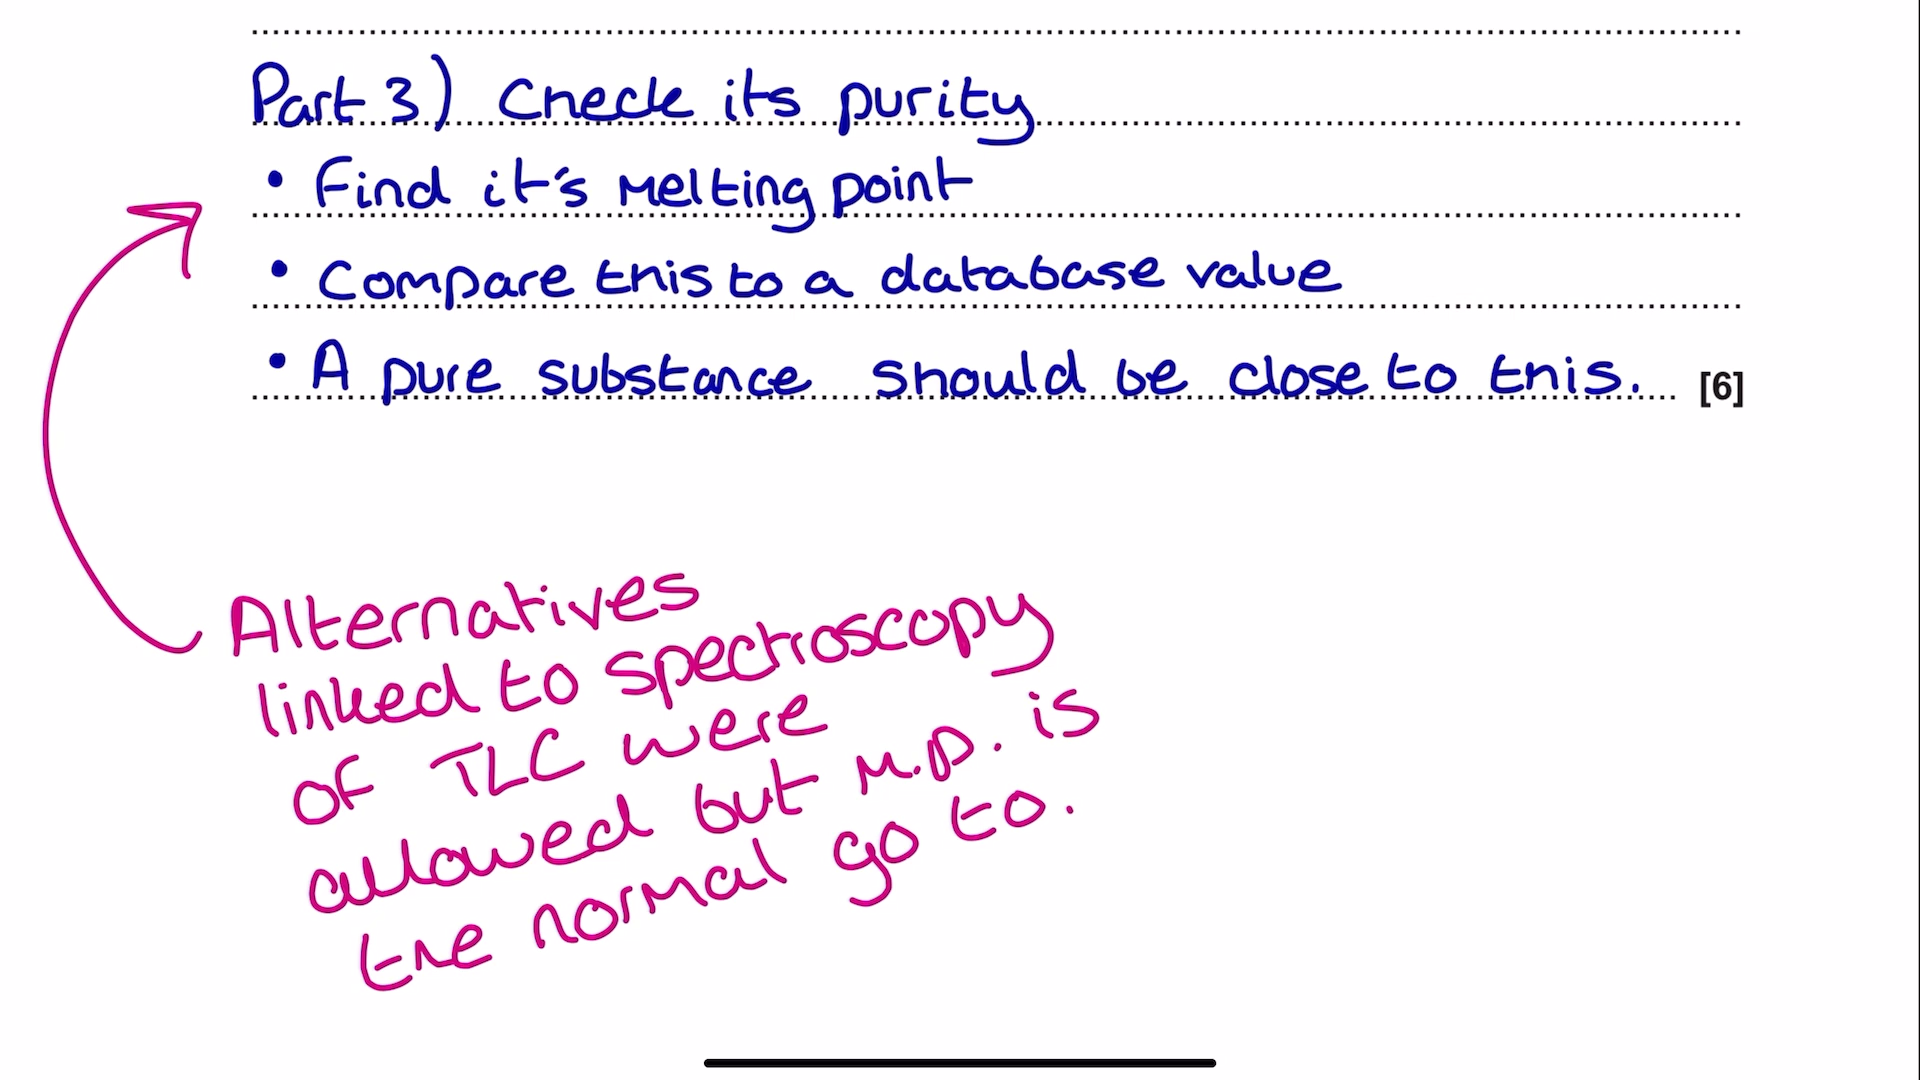 Part 3) Check its purity
• Find it's melting point
• Compare this to a database value
• A pure substance should be close to this. [6]
Alternatives
linked to spectroscopy
of TLC were
allowed but M.P. is
the normal go to.